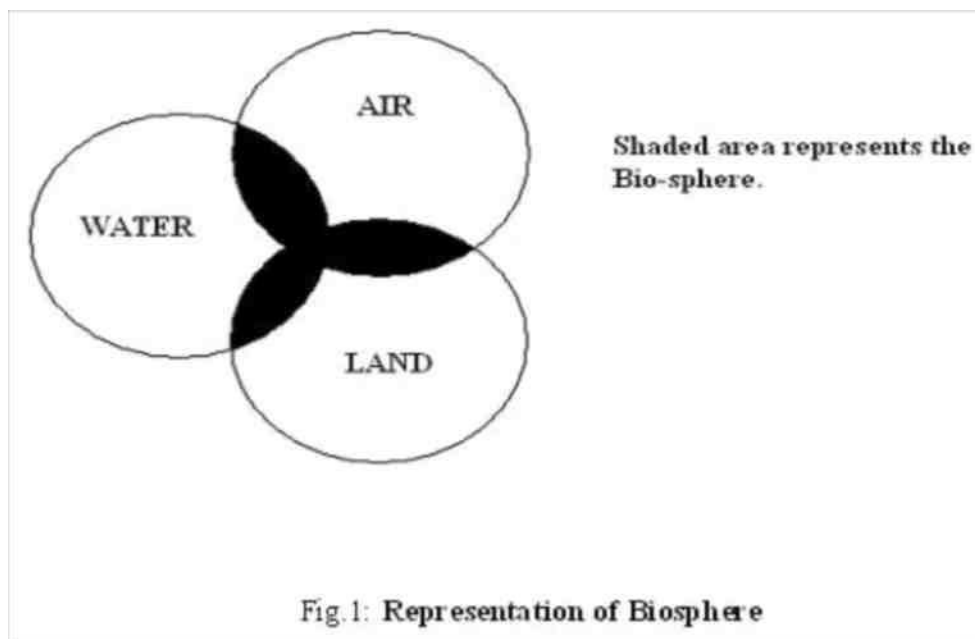 AIR
Shaded area represents the
Bio-sphere.
WATER
LAND
Fig.1: Representation of Biosphere